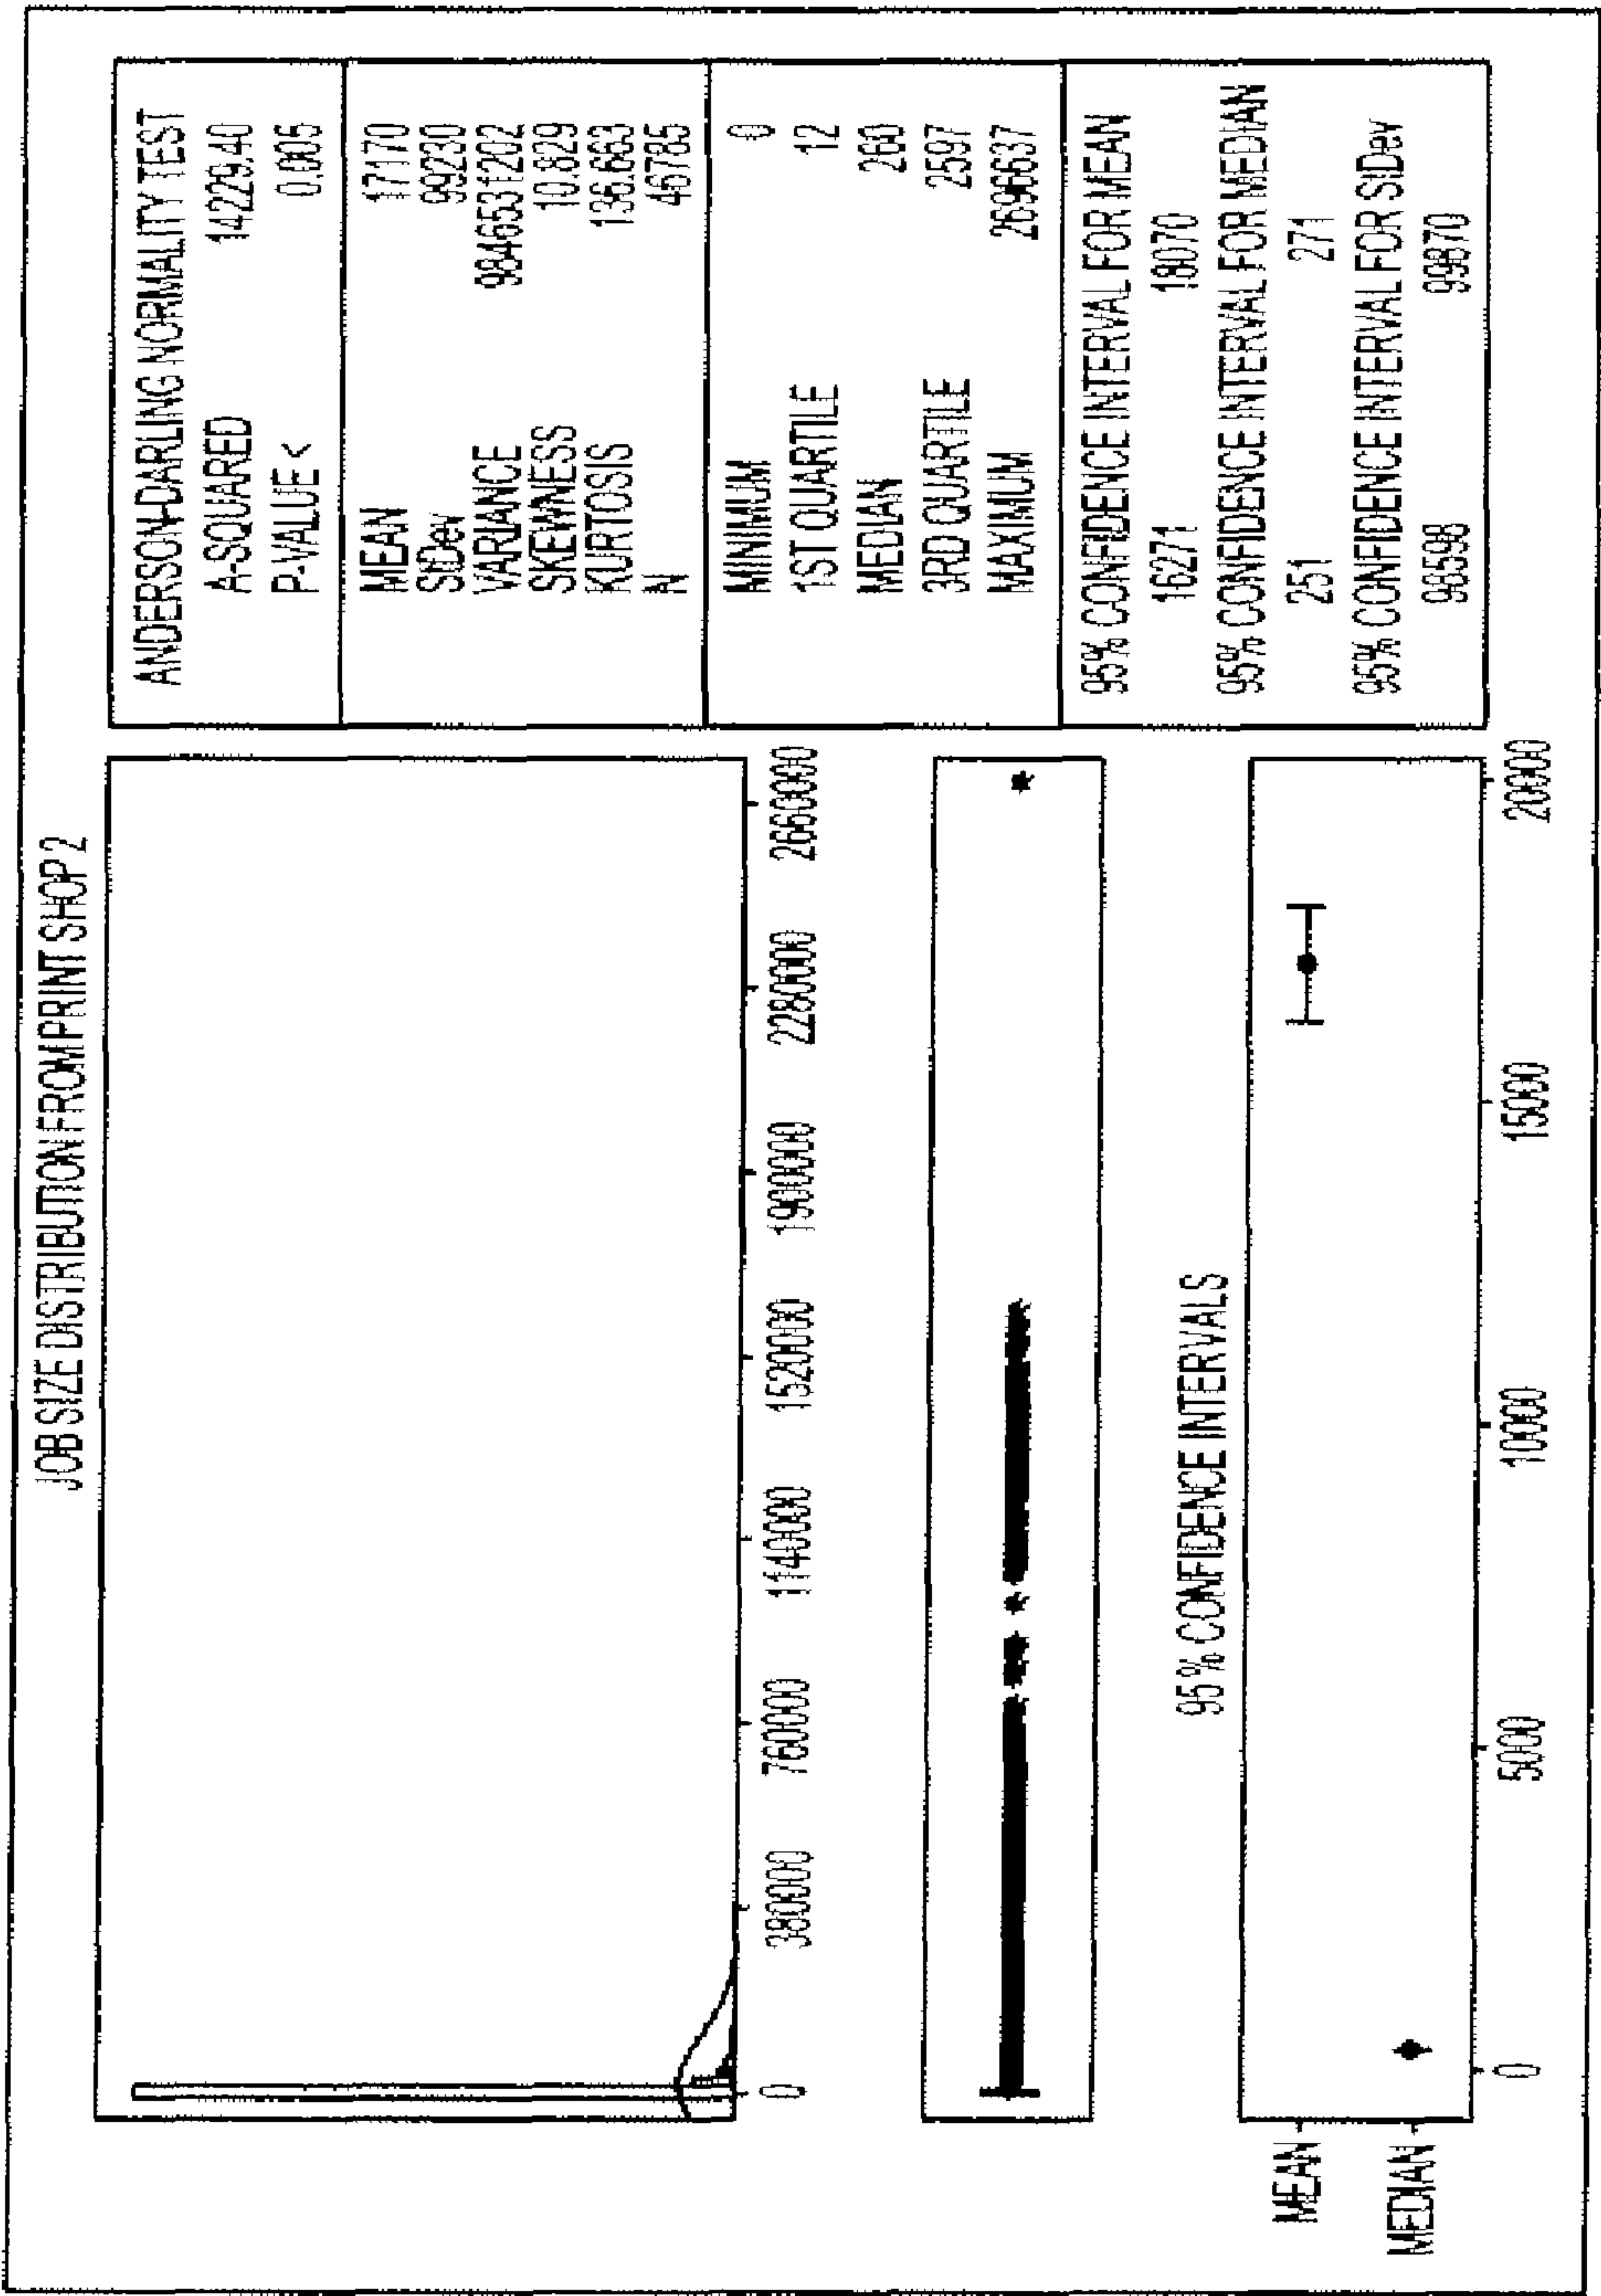 JOB SIZE DISTRIBUTION FROM PRINT SHOP 2
0 380000 760000 1140000 1520000 1900000 2280000 2660000
95% CONFIDENCE INTERVALS
MEAN
MEDIAN
0 5000 10000 15000 20000
ANDERSON-DARLING NORMALITY TEST
A-SQUARED 14229.40
P-VALUE < 0.005
MEAN 17170
StDev 99230
VARIANCE 9846531202
SKEWNESS 10.829
KURTOSIS 136.663
N 46785
MINIMUM 0
1ST QUARTILE 12
MEDIAN 260
3RD QUARTILE 2597
MAXIMUM 2696637
95% CONFIDENCE INTERVAL FOR MEAN
16271 18070
95% CONFIDENCE INTERVAL FOR MEDIAN
251 271
95% CONFIDENCE INTERVAL FOR StDev
98598 99870